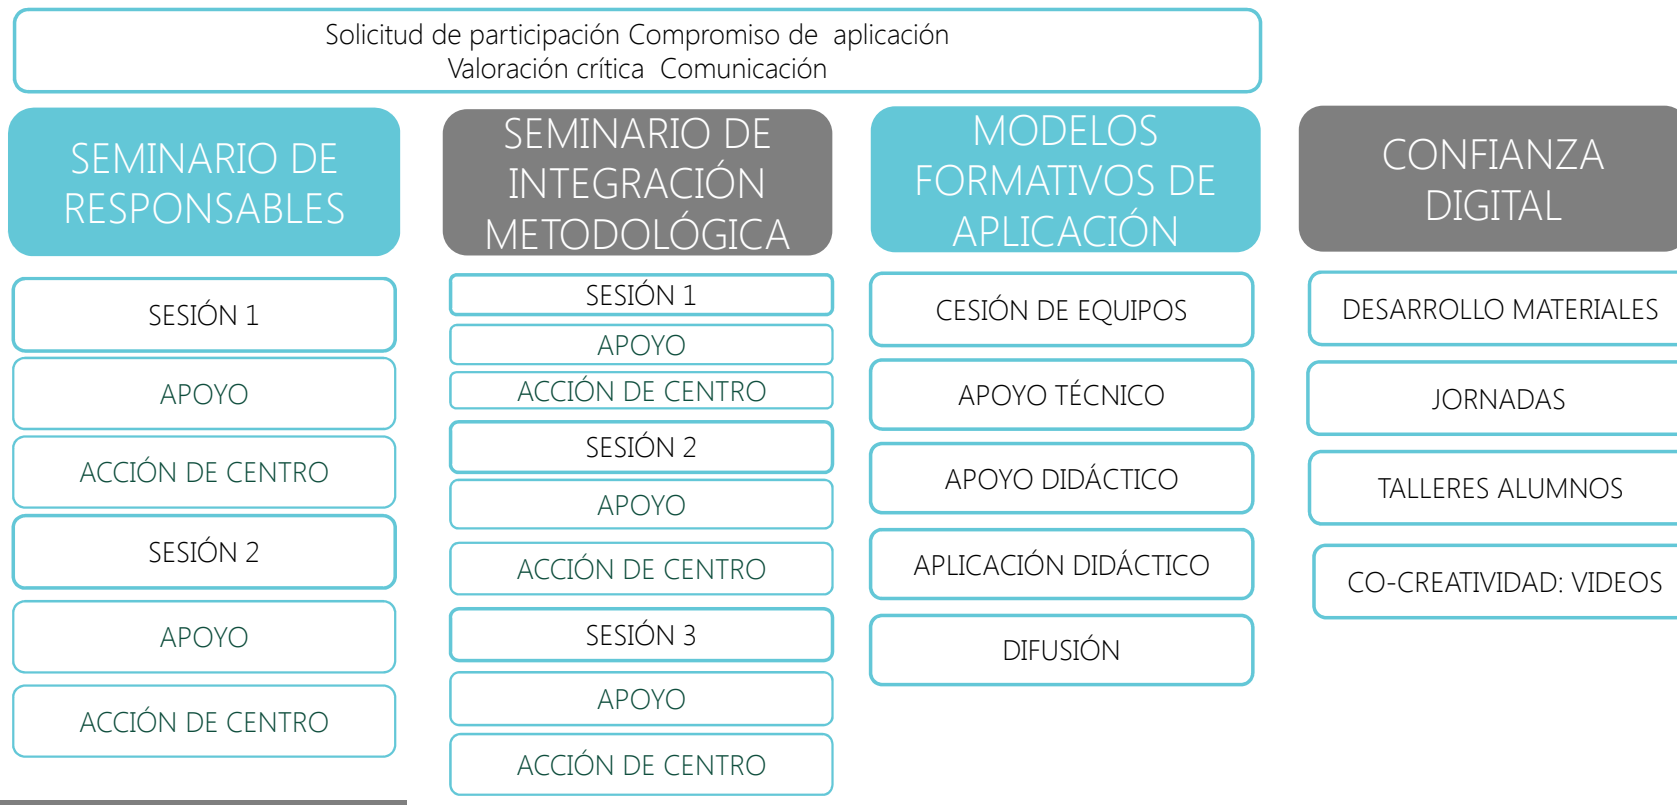 Solicitud de participación Compromiso de aplicación
Valoración crítica Comunicación
SEMINARIO DE
RESPONSABLES
SESIÓN 1
APOYO
ACCIÓN DE CENTRO
SESIÓN 2
APOYO
ACCIÓN DE CENTRO
SEMINARIO DE
INTEGRACIÓN
METODOLÓGICA
SESIÓN 1
APOYO
ACCIÓN DE CENTRO
SESIÓN 2
APOYO
ACCIÓN DE CENTRO
SESIÓN 3
APOYO
ACCIÓN DE CENTRO
MODELOS
FORMATIVOS DE
APLICACIÓN
CESIÓN DE EQUIPOS
APOYO TÉCNICO
APOYO DIDÁCTICO
APLICACIÓN DIDÁCTICO
DIFUSIÓN
CONFIANZA
DIGITAL
DESARROLLO MATERIALES
JORNADAS
TALLERES ALUMNOS
CO-CREATIVIDAD: VIDEOS